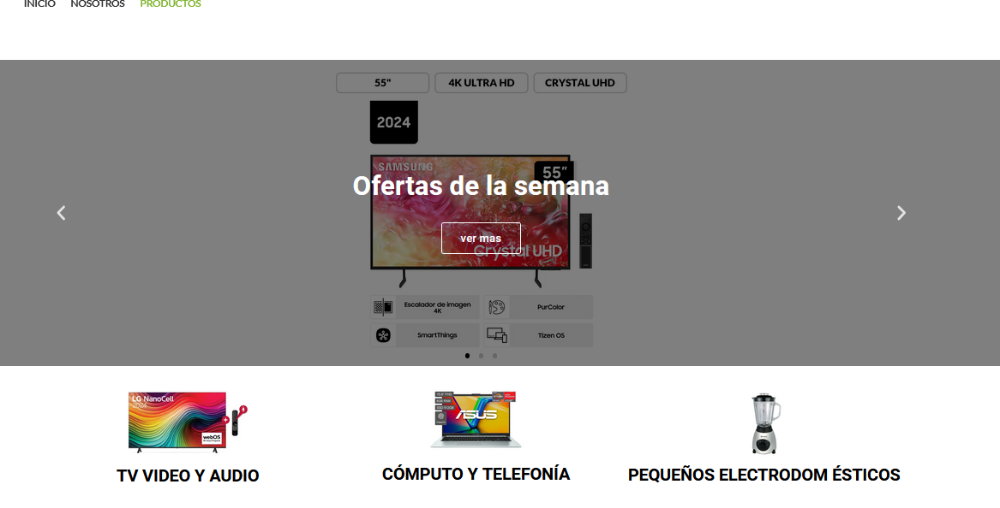 INICIO NOSOTROS PRODUCTOS
55" 4K ULTRA HD CRYSTAL UHD
2024
SAMSUNG 55"
Ofertas de la semana
ver mas
Crystal UHD
Escalador de imagen
4K
PurColor
SmartThings
Tizen OS
LG NanoCell
2024
webOS
ASUS
TV VIDEO Y AUDIO
CÓMPUTO Y TELEFONÍA
PEQUEÑOS ELECTRODOM ÉSTICOS